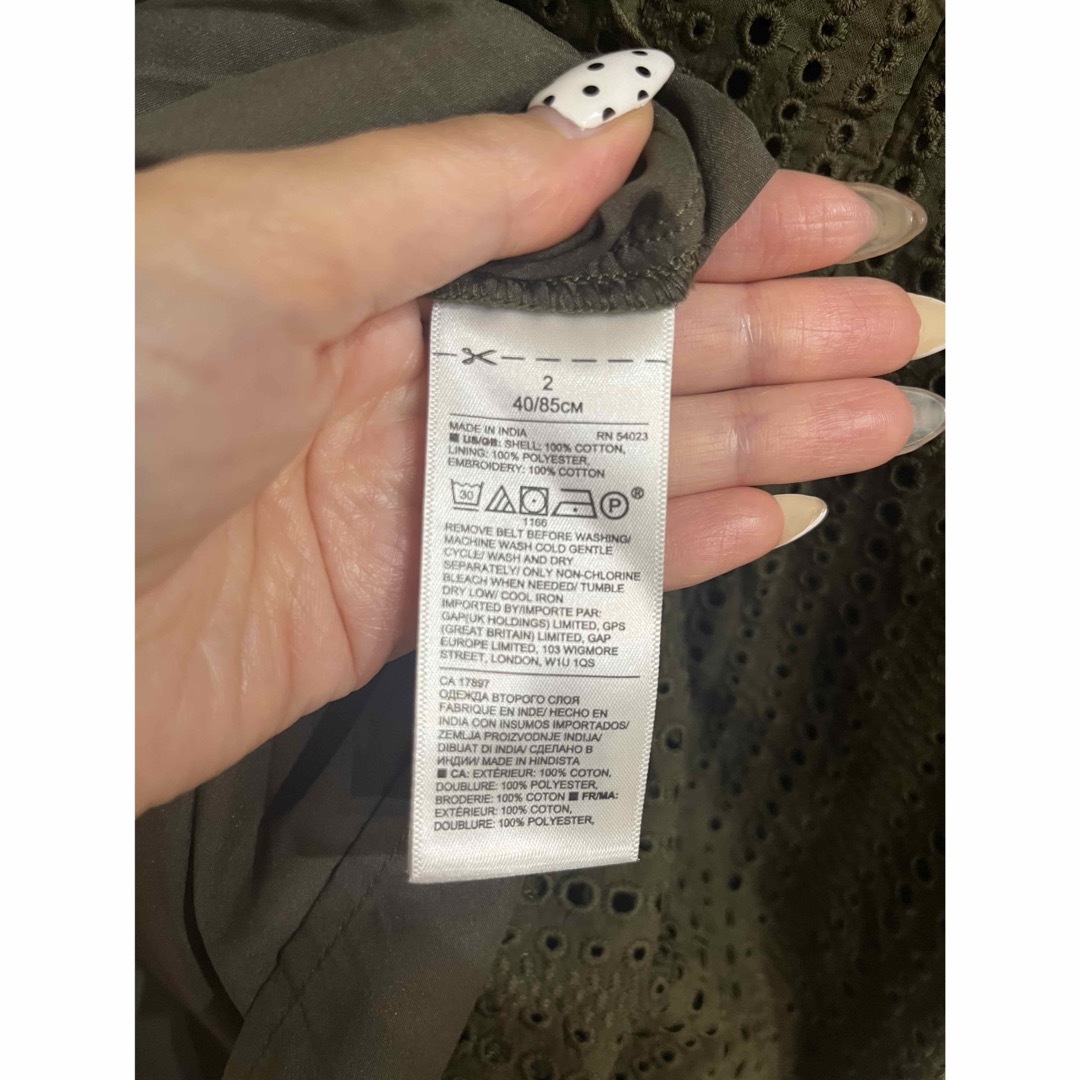 2
40/85CM
MADE IN INDIA RN 54023
■ US/GB: SHELL: 100% COTTON,
LINING: 100% POLYESTER,
EMBROIDERY: 100% COTTON
30 P ®
1166
REMOVE BELT BEFORE WASHING/
MACHINE WASH COLD GENTLE
CYCLE/ WASH AND DRY
SEPARATELY/ ONLY NON-CHLORINE
BLEACH WHEN NEEDED/ TUMBLE
DRY LOW/ COOL IRON
IMPORTED BY/IMPORTE PAR:
GAP(UK HOLDINGS) LIMITED, GPS
(GREAT BRITAIN) LIMITED, GAP
EUROPE LIMITED, 103 WIGMORE
STREET, LONDON, W1U 1QS
CA 17897
ОДЕЖДА ВТОРОГО СЛОЯ
FABRIQUE EN INDE/ HECHO EN
INDIA CON INSUMOS IMPORTADOS/
ZEMLJA PROIZVODNJE INDIJA/
DIBUAT DI INDIA/ СДЕЛАНО В
ИНДИИ/ MADE IN HINDISTA
■ CA: EXTÉRIEUR: 100% COTON,
DOUBLURE: 100% POLYESTER,
BRODERIE: 100% COTON ■ FR/MA:
EXTÉRIEUR: 100% COTON,
DOUBLURE: 100% POLYESTER,